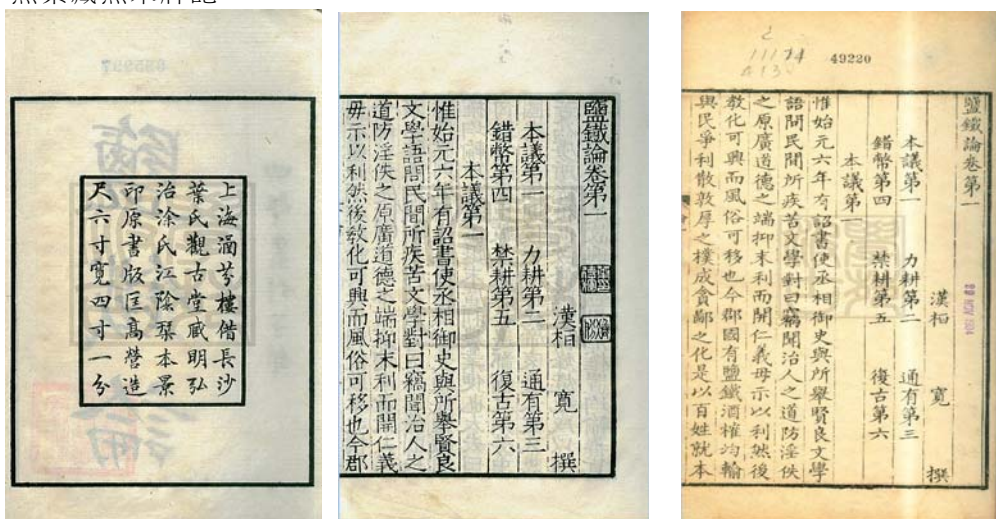 上海涵芬樓借長沙
葉氏觀古堂臧明弘
治涂氏江陰栞本景
印原書版匡高營造
尺六寸寬四寸一分
鹽鐵論卷第一
漢桓 寬 撰
本議第一 力耕第二 通有第三
錯幣第四 禁耕第五 復古第六
本議第一
惟始元六年有詔書使丞相御史與所舉賢良
文學語問民間所疾苦文學對曰竊聞治人之
道防淫佚之原廣道德之端抑末利而開仁義
毋示以利然後敎化可興而風俗可移也今郡
49220
11174
鹽鐵論卷第一
漢桓 寬 撰
本議第一 力耕第二 通有第三
錯幣第四 禁耕第五 復古第六
本議第一
惟始元六年有詔書使丞相御史與所舉賢良文學
語問民間所疾苦文學對曰竊聞治人之道防淫佚
之原廣道德之端抑末利而開仁義毋示以利然後
敎化可興而風俗可移也今郡國有鹽鐵酒榷均輸
與民爭利散敦厚之樸成貪鄙之化是以百姓就本